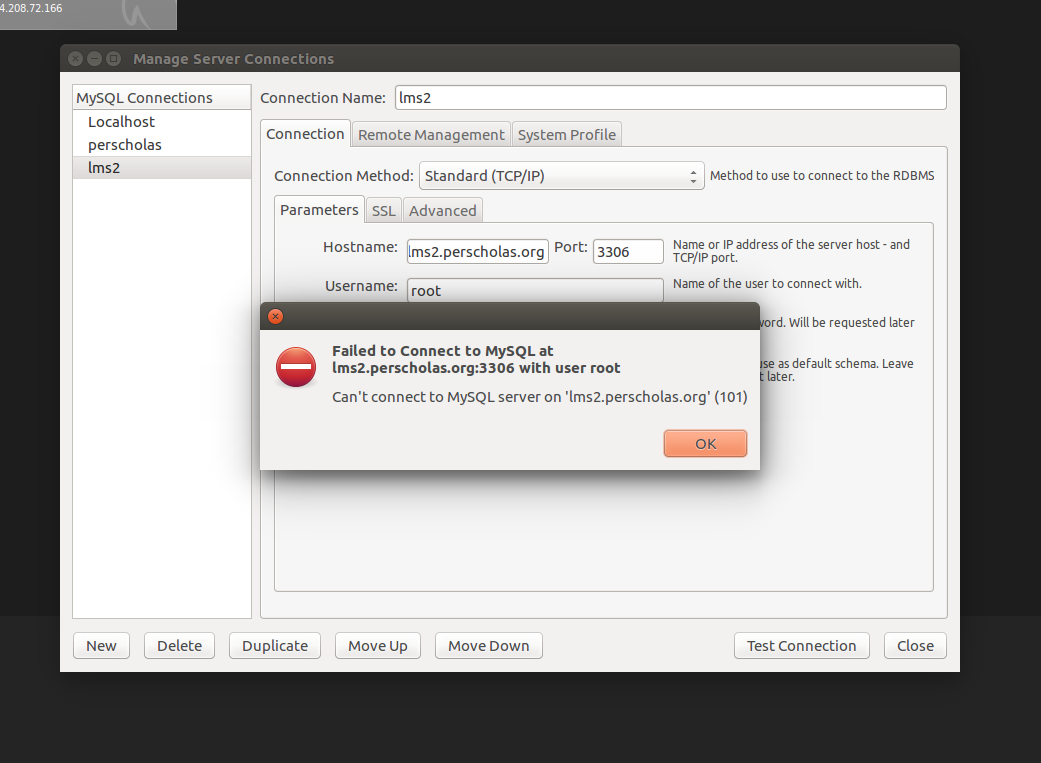 4.208.72.166
Manage Server Connections
MySQL Connections
Localhost
perscholas
lms2
Connection Name: lms2
Connection Remote Management System Profile
Connection Method: Standard (TCP/IP) Method to use to connect to the RDBMS
Parameters SSL Advanced
Hostname: lms2.perscholas.org Port: 3306 Name or IP address of the server host - and
TCP/IP port.
Username: root Name of the user to connect with.
word. Will be requested later
use as default schema. Leave
t later.
Failed to Connect to MySQL at
lms2.perscholas.org:3306 with user root
Can't connect to MySQL server on 'lms2.perscholas.org' (101)
OK
New Delete Duplicate Move Up Move Down Test Connection Close